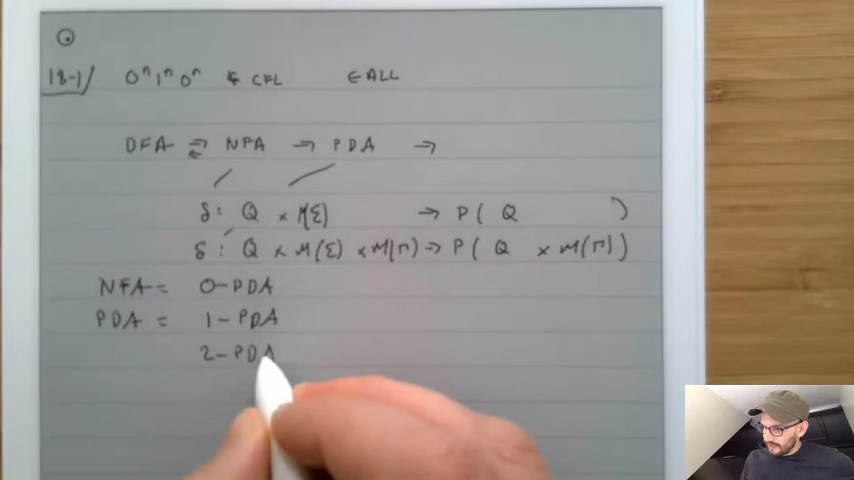 18-1/ 0ⁿ1ⁿ0ⁿ ∉ CFL ∈ ALL
DFA ⇄ NFA → PDA →
δ: Q × M(Σ) → P( Q )
δ: Q × M(Σ) × M(Γ) → P( Q × M(Γ) )
NFA = 0-PDA
PDA = 1-PDA
2-PDA